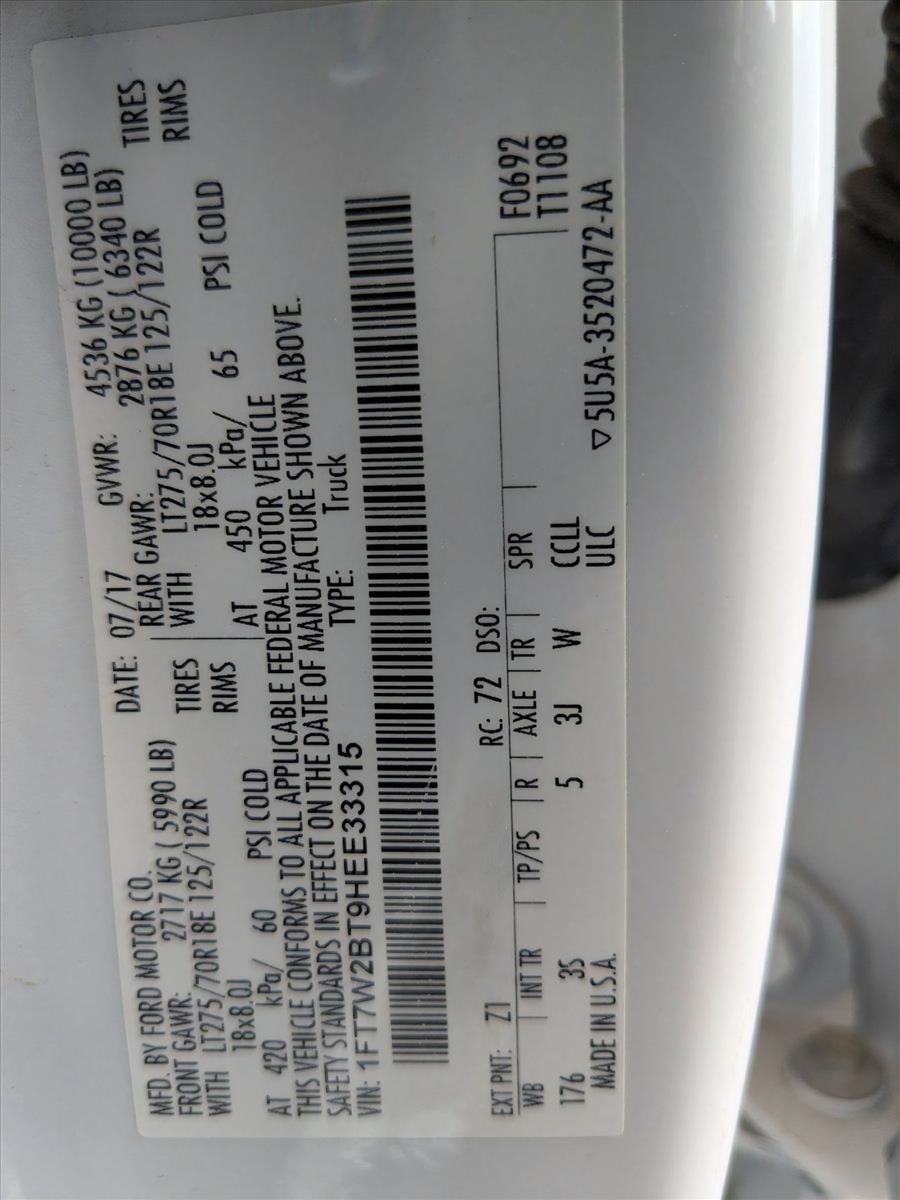 MFD. BY FORD MOTOR CO.
DATE: 07/17 GVWR: 4536 KG (10000 LB)
FRONT GAWR: 2717 KG ( 5990 LB)
REAR GAWR: 2876 KG ( 6340 LB)
WITH LT275/70R18E 125/122R TIRES
WITH LT275/70R18E 125/122R TIRES
18x8.0J RIMS
18x8.0J RIMS
AT 420 kPa/ 60 PSI COLD
AT 450 kPa/ 65 PSI COLD
THIS VEHICLE CONFORMS TO ALL APPLICABLE FEDERAL MOTOR VEHICLE
SAFETY STANDARDS IN EFFECT ON THE DATE OF MANUFACTURE SHOWN ABOVE.
VIN: 1FT7W2BT9HEE33315 TYPE: Truck
EXT PNT: Z1 RC: 72 DSO:
WB INT TR TP/PS R AXLE TR SPR F0692
176 3S 5 3J W CCLL T1108
ULC
MADE IN U.S.A. ▽5U5A-3520472-AA